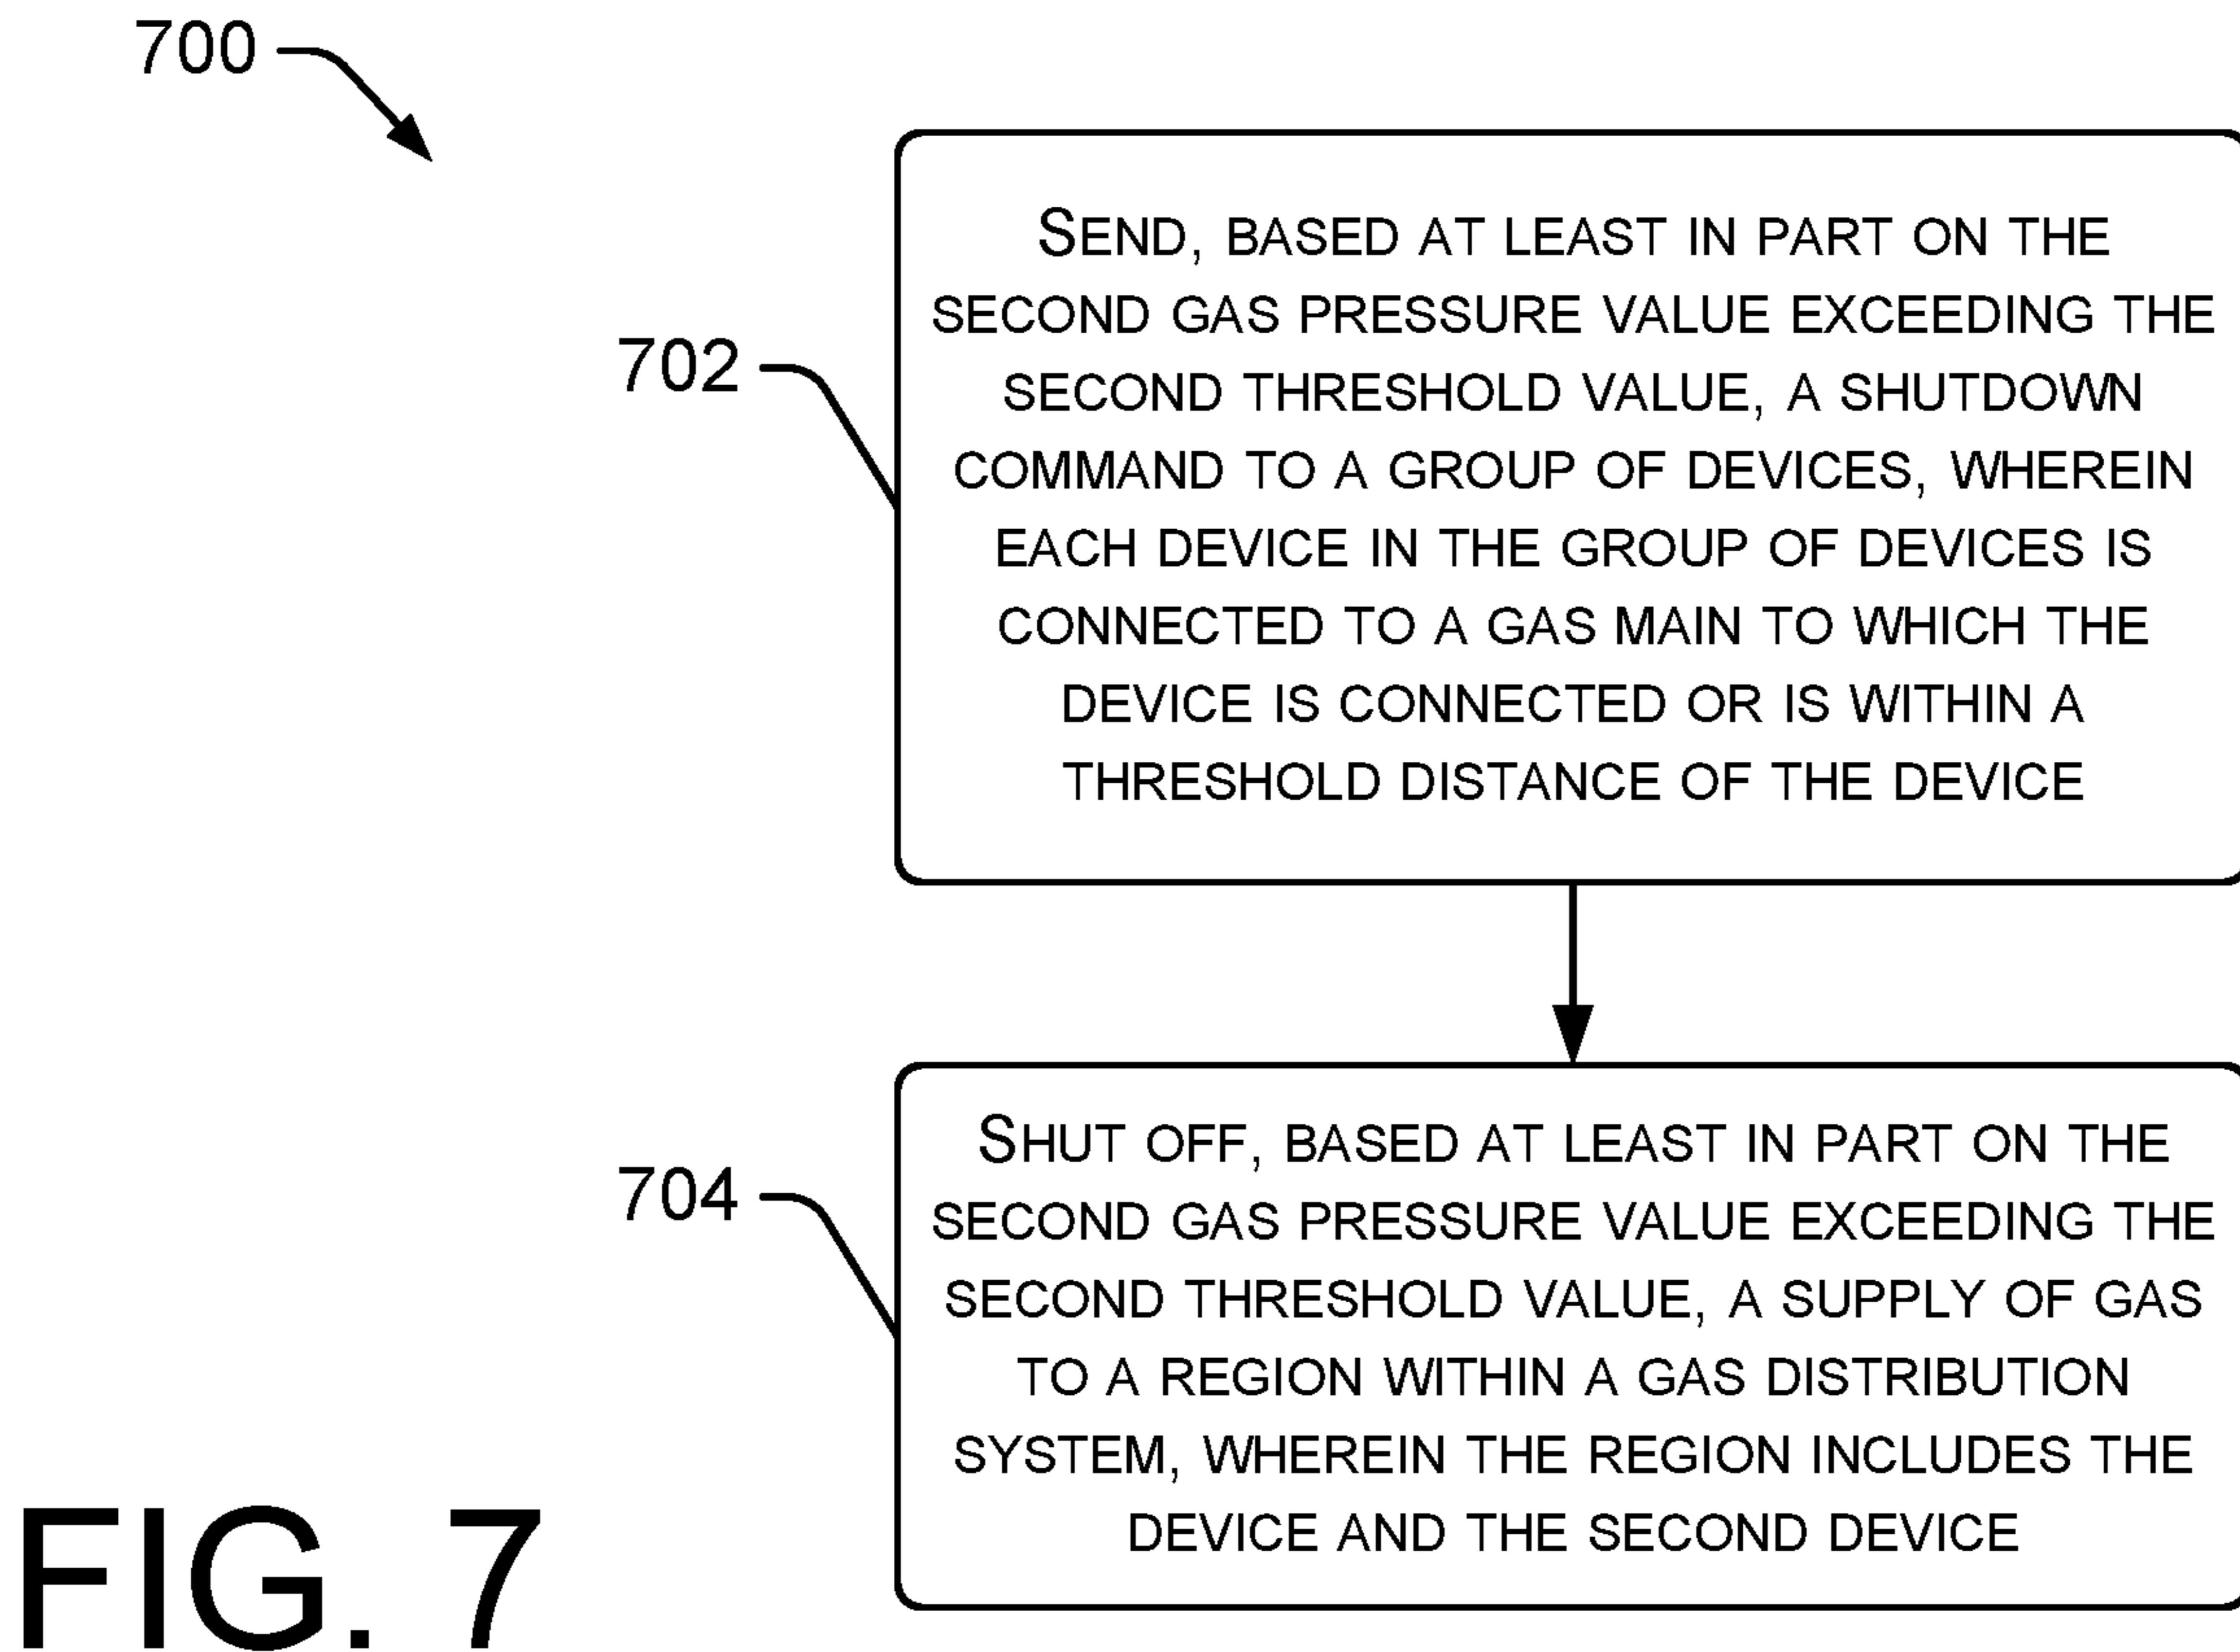 700
702
SEND, BASED AT LEAST IN PART ON THE
SECOND GAS PRESSURE VALUE EXCEEDING THE
SECOND THRESHOLD VALUE, A SHUTDOWN
COMMAND TO A GROUP OF DEVICES, WHEREIN
EACH DEVICE IN THE GROUP OF DEVICES IS
CONNECTED TO A GAS MAIN TO WHICH THE
DEVICE IS CONNECTED OR IS WITHIN A
THRESHOLD DISTANCE OF THE DEVICE
704
SHUT OFF, BASED AT LEAST IN PART ON THE
SECOND GAS PRESSURE VALUE EXCEEDING THE
SECOND THRESHOLD VALUE, A SUPPLY OF GAS
TO A REGION WITHIN A GAS DISTRIBUTION
SYSTEM, WHEREIN THE REGION INCLUDES THE
DEVICE AND THE SECOND DEVICE
FIG. 7